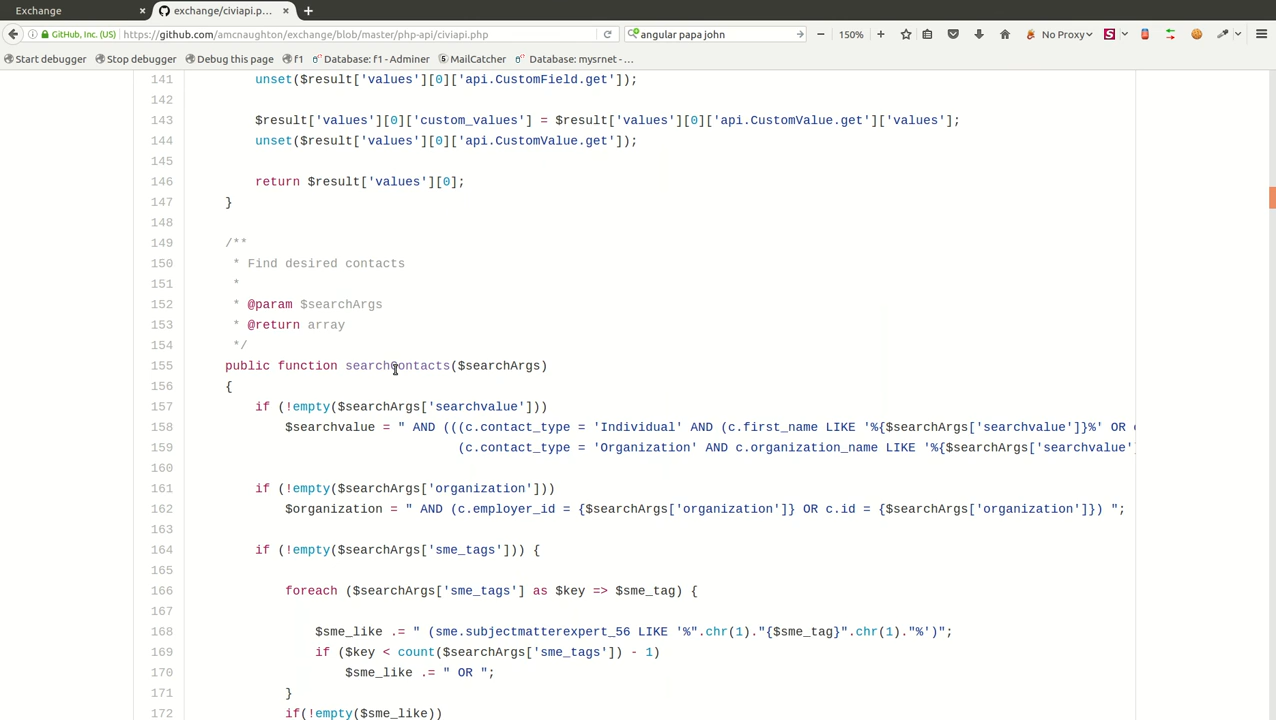 Exchange
exchange/civiapi.p...
GitHub, Inc. (US) https://github.com/amcnaughton/exchange/blob/master/php-api/civiapi.php
angular papa john
150%
No Proxy
Start debugger Stop debugger Debug this page f1 Database: f1 - Adminer MailCatcher Database: mysrnet - ...
141 unset($result['values'][0]['api.CustomField.get']);
142
143 $result['values'][0]['custom_values'] = $result['values'][0]['api.CustomValue.get']['values'];
144 unset($result['values'][0]['api.CustomValue.get']);
145
146 return $result['values'][0];
147 }
148
149 /**
150 * Find desired contacts
151 *
152 * @param $searchArgs
153 * @return array
154 */
155 public function searchContacts($searchArgs)
156 {
157 if (!empty($searchArgs['searchvalue']))
158 $searchvalue = " AND (((c.contact_type = 'Individual' AND (c.first_name LIKE '%{$searchArgs['searchvalue']}%' OR
159 (c.contact_type = 'Organization' AND c.organization_name LIKE '%{$searchArgs['searchvalue']
160
161 if (!empty($searchArgs['organization']))
162 $organization = " AND (c.employer_id = {$searchArgs['organization']} OR c.id = {$searchArgs['organization']}) ";
163
164 if (!empty($searchArgs['sme_tags'])) {
165
166 foreach ($searchArgs['sme_tags'] as $key => $sme_tag) {
167
168 $sme_like .= " (sme.subjectmatterexpert_56 LIKE '%".chr(1)."{$sme_tag}".chr(1)."%')";
169 if ($key < count($searchArgs['sme_tags']) - 1)
170 $sme_like .= " OR ";
171 }
172 if(!empty($sme_like))